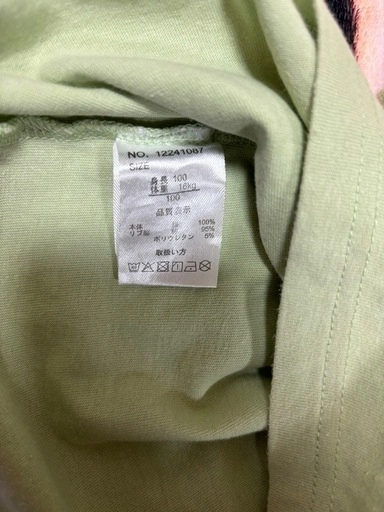 NO. 12241087
SIZE
身長 100
体重 16kg
100
品質表示
本体 綿 100%
リブ部 綿 95%
ポリウレタン 5%
取扱い方